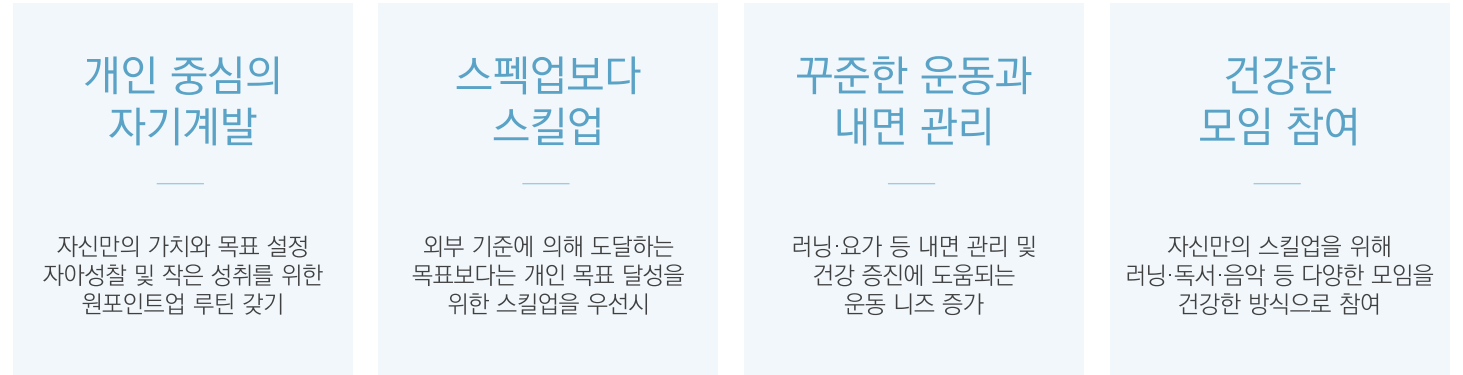 개인 중심의
자기계발
자신만의 가치와 목표 설정
자아성찰 및 작은 성취를 위한
원포인트업 루틴 갖기
스펙업보다
스킬업
외부 기준에 의해 도달하는
목표보다는 개인 목표 달성을
위한 스킬업을 우선시
꾸준한 운동과
내면 관리
러닝·요가 등 내면 관리 및
건강 증진에 도움되는
운동 니즈 증가
건강한
모임 참여
자신만의 스킬업을 위해
러닝·독서·음악 등 다양한 모임을
건강한 방식으로 참여